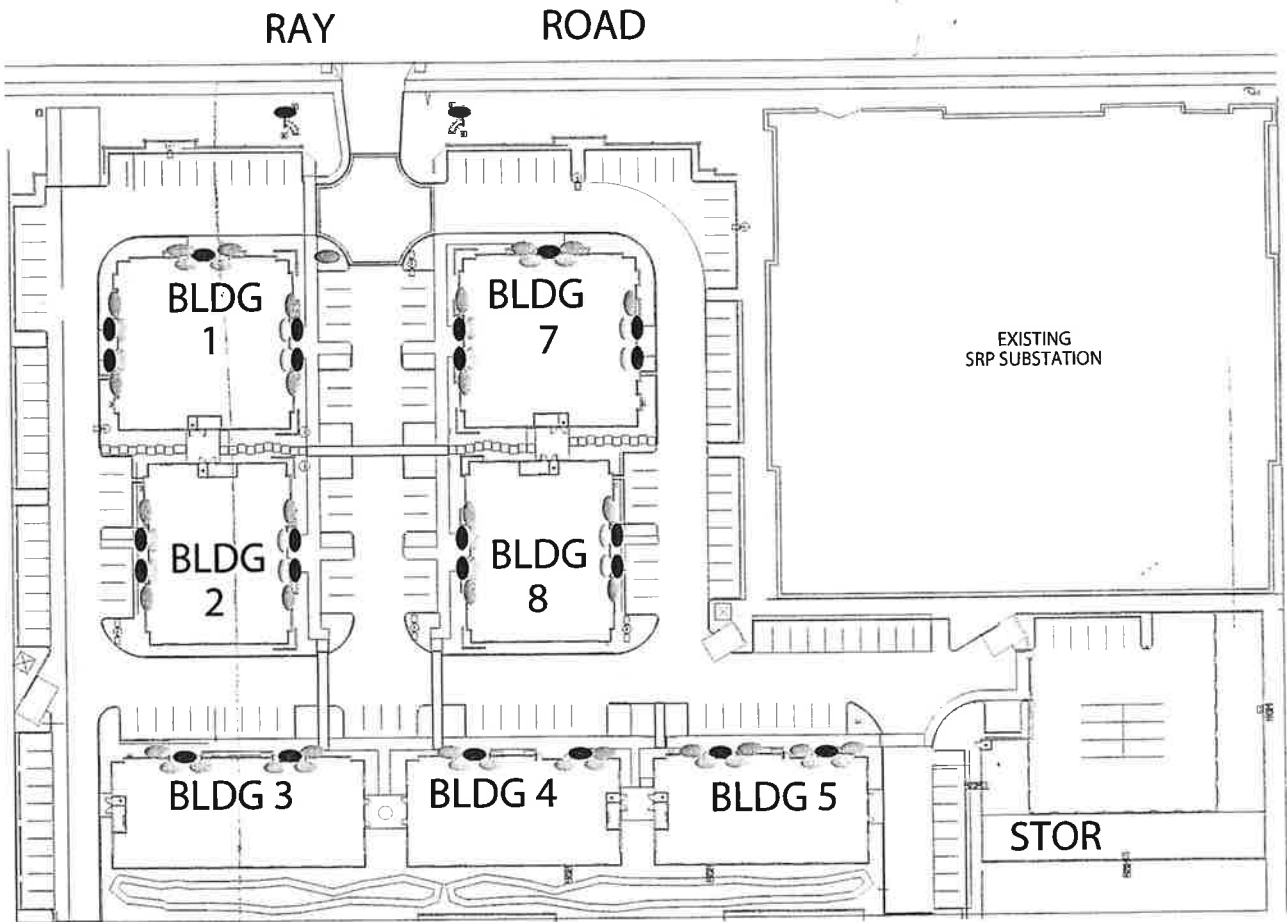 RAY ROAD
BLDG
1
BLDG
7
EXISTING
SRP SUBSTATION
BLDG
2
BLDG
8
BLDG 3
BLDG 4
BLDG 5
STOR